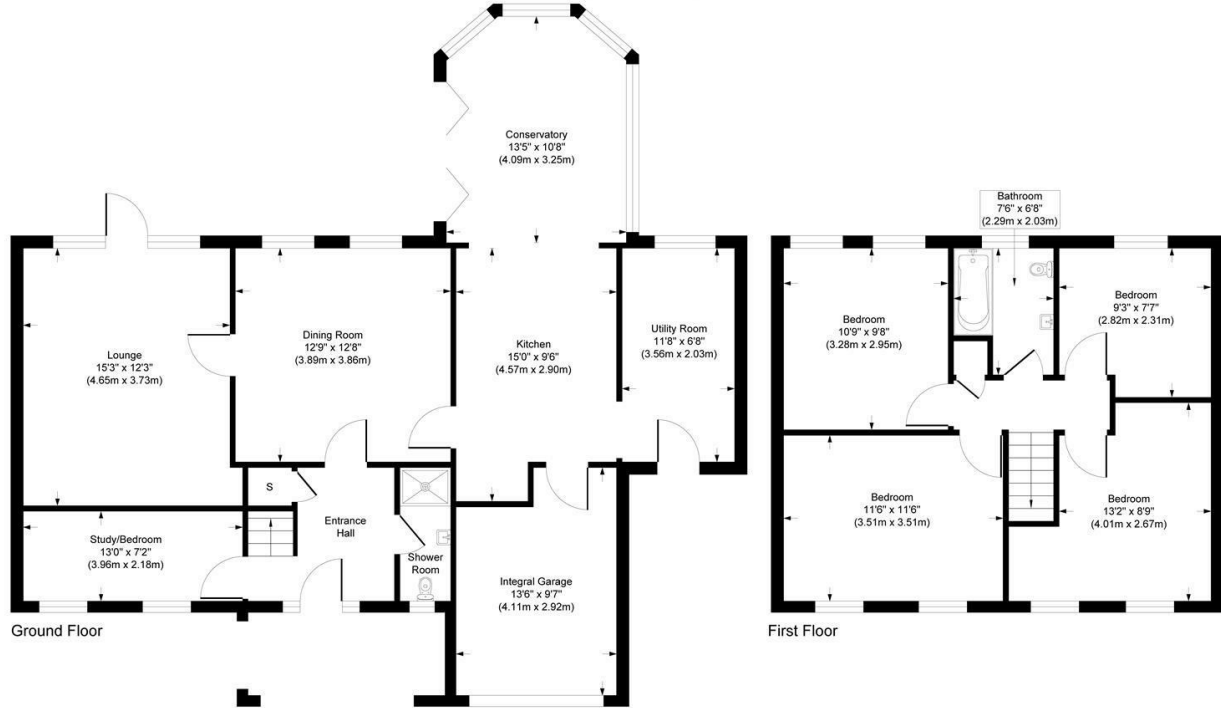 Conservatory
13'5" x 10'8"
(4.09m x 3.25m)
Lounge
15'3" x 12'3"
(4.65m x 3.73m)
Dining Room
12'9" x 12'8"
(3.89m x 3.86m)
Kitchen
15'0" x 9'6"
(4.57m x 2.90m)
Utility Room
11'8" x 6'8"
(3.56m x 2.03m)
S
Entrance
Hall
Shower
Room
Study/Bedroom
13'0" x 7'2"
(3.96m x 2.18m)
Integral Garage
13'6" x 9'7"
(4.11m x 2.92m)
Ground Floor
Bathroom
7'6" x 6'8"
(2.29m x 2.03m)
Bedroom
10'9" x 9'8"
(3.28m x 2.95m)
Bedroom
9'3" x 7'7"
(2.82m x 2.31m)
Bedroom
11'6" x 11'6"
(3.51m x 3.51m)
Bedroom
13'2" x 8'9"
(4.01m x 2.67m)
First Floor